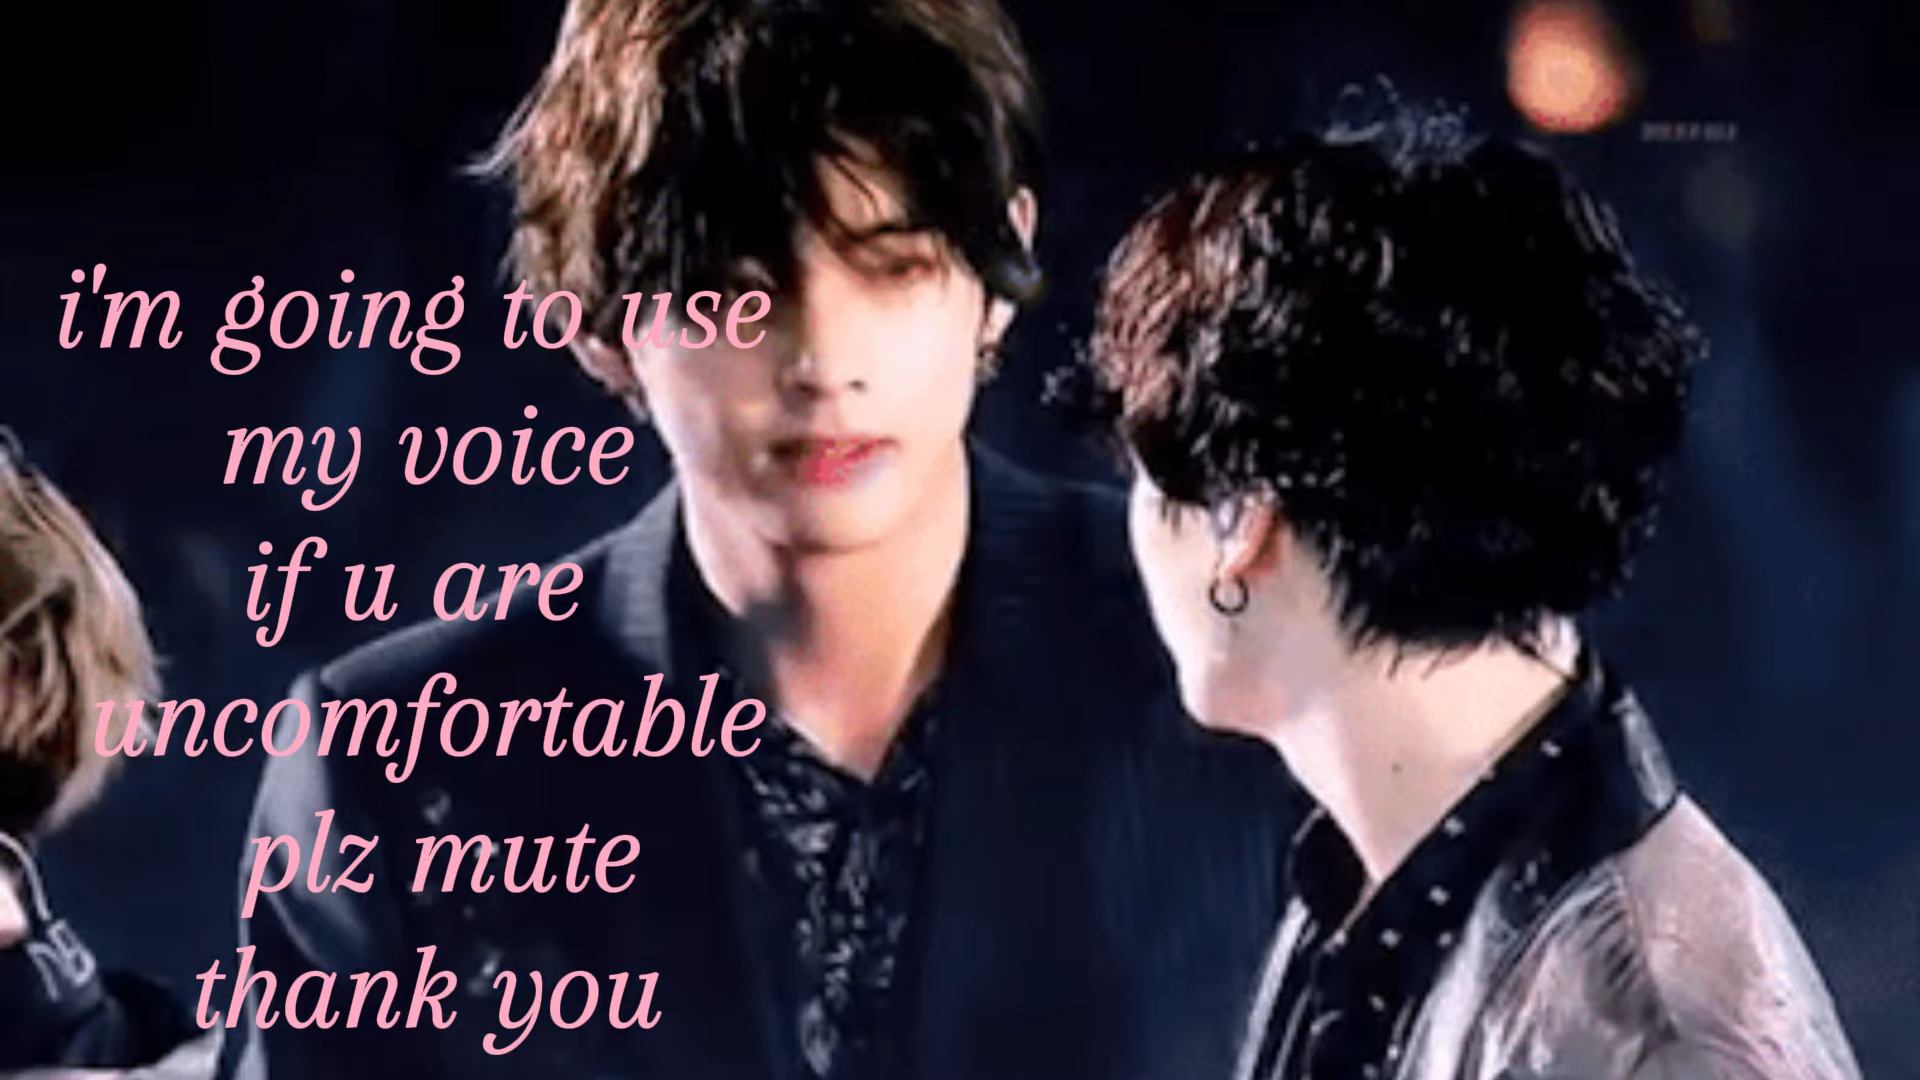 i'm going to use
my voice
if u are
uncomfortable
plz mute
thank you